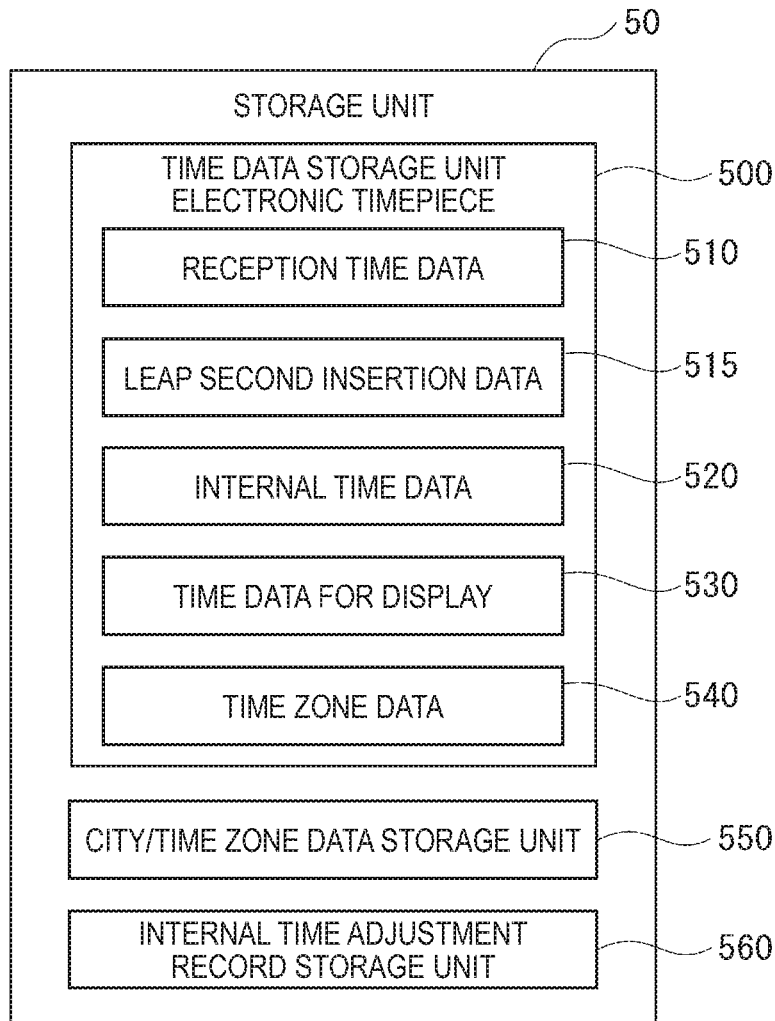 50
STORAGE UNIT
TIME DATA STORAGE UNIT
ELECTRONIC TIMEPIECE
500
RECEPTION TIME DATA
510
LEAP SECOND INSERTION DATA
515
INTERNAL TIME DATA
520
TIME DATA FOR DISPLAY
530
TIME ZONE DATA
540
CITY/TIME ZONE DATA STORAGE UNIT
550
INTERNAL TIME ADJUSTMENT
RECORD STORAGE UNIT
560